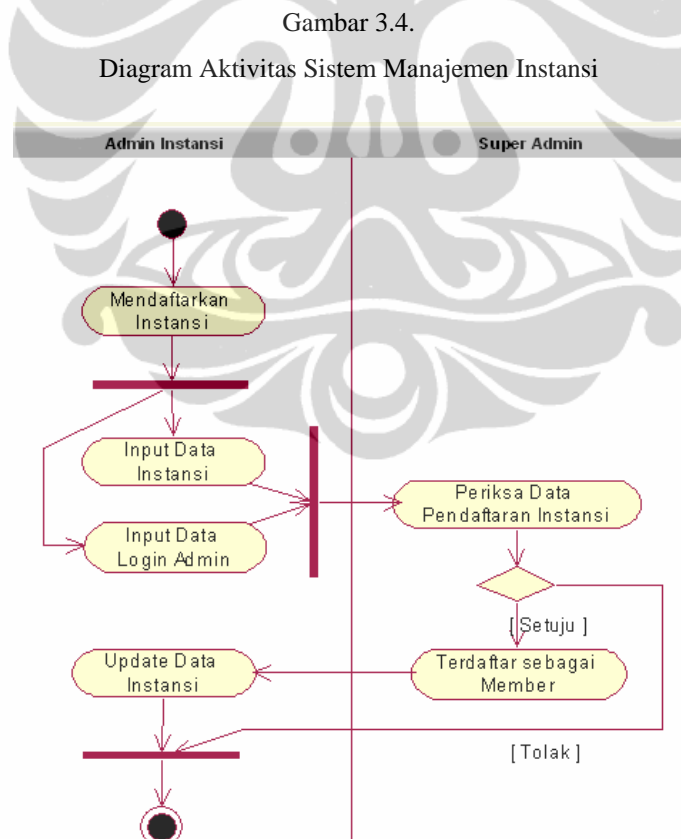 Gambar 3.4.
Diagram Aktivitas Sistem Manajemen Instansi
Admin Instansi
Super Admin
Mendaftarkan
Instansi
Input Data
Instansi
Input Data
Login Admin
Periksa Data
Pendaftaran Instansi
[ Setuju ]
Terdaftar sebagai
Member
Update Data
Instansi
[ Tolak ]